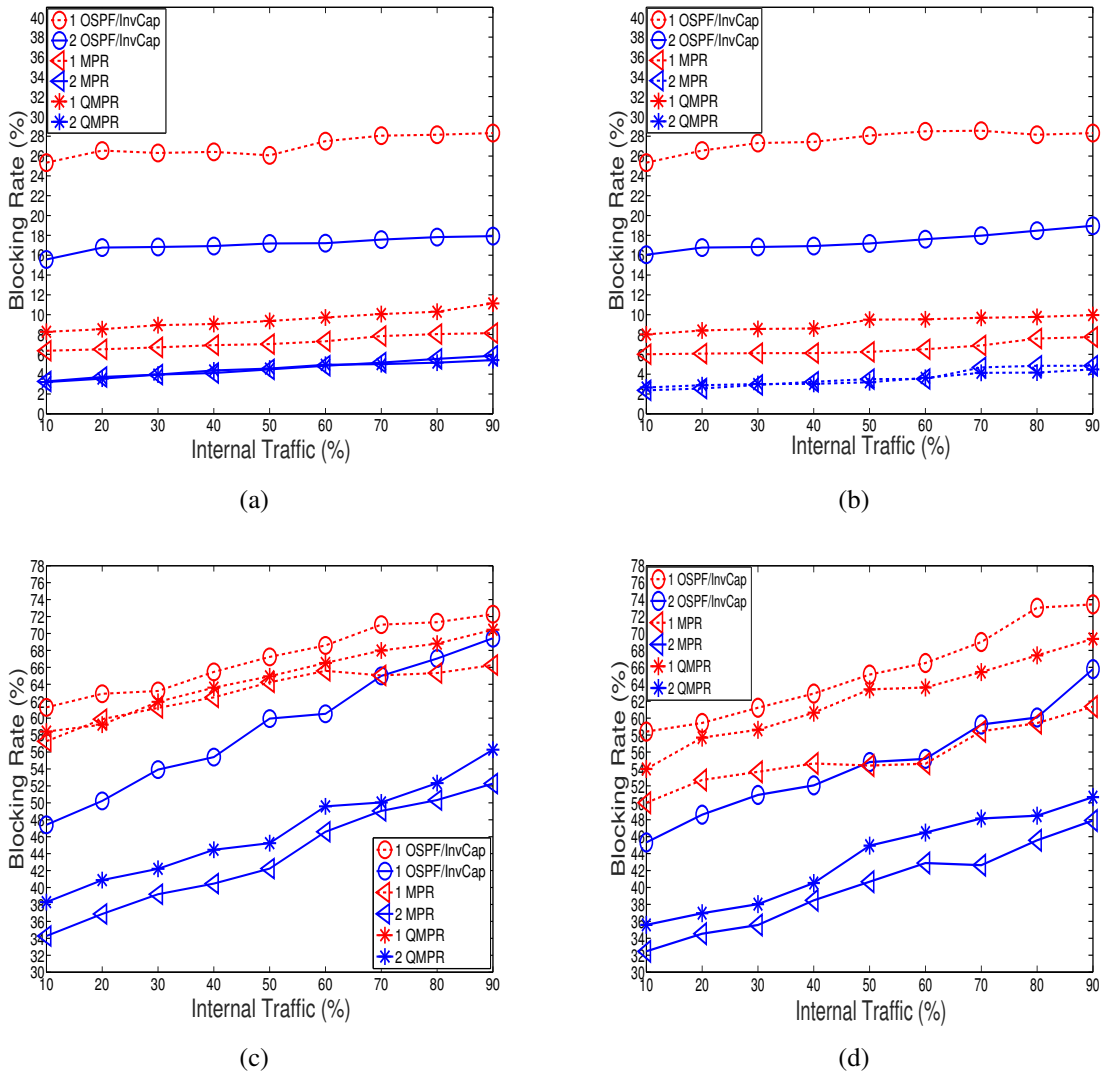 1 OSPF/InvCap
2 OSPF/InvCap
1 MPR
2 MPR
1 QMPR
2 QMPR
Blocking Rate (%)
40
38
36
34
32
30
28
26
24
22
20
18
16
14
12
10
8
6
4
2
0
10 20 30 40 50 60 70 80 90
Internal Traffic (%)
(a)
1 OSPF/InvCap
2 OSPF/InvCap
1 MPR
2 MPR
1 QMPR
2 QMPR
Blocking Rate (%)
40
38
36
34
32
30
28
26
24
22
20
18
16
14
12
10
8
6
4
2
0
10 20 30 40 50 60 70 80 90
Internal Traffic (%)
(b)
Blocking Rate (%)
78
76
74
72
70
68
66
64
62
60
58
56
54
52
50
48
46
44
42
40
38
36
34
32
30
1 OSPF/InvCap
1 OSPF/InvCap
1 MPR
2 MPR
1 QMPR
2 QMPR
10 20 30 40 50 60 70 80 90
Internal Traffic (%)
(c)
1 OSPF/InvCap
2 OSPF/InvCap
1 MPR
2 MPR
1 QMPR
2 QMPR
Blocking Rate (%)
78
76
74
72
70
68
66
64
62
60
58
56
54
52
50
48
46
44
42
40
38
36
34
32
30
10 20 30 40 50 60 70 80 90
Internal Traffic (%)
(d)